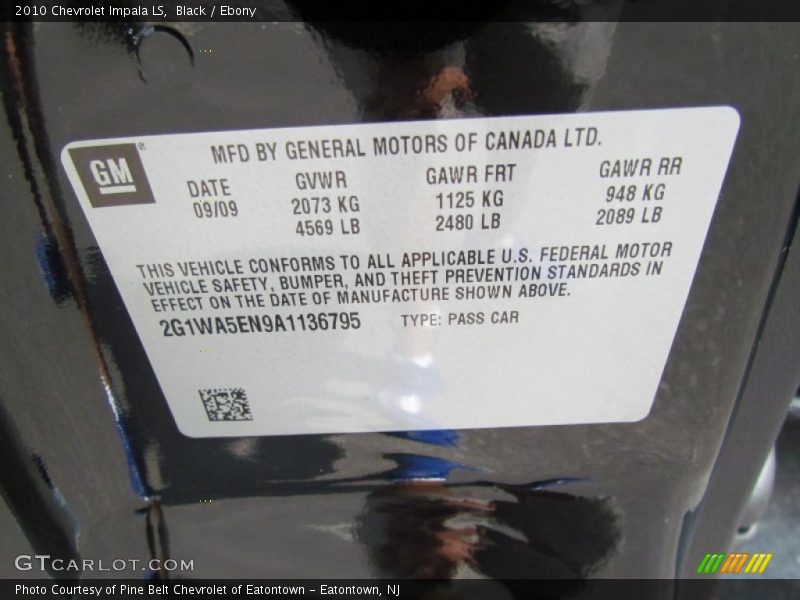 2010 Chevrolet Impala LS, Black / Ebony
GM®
MFD BY GENERAL MOTORS OF CANADA LTD.
DATE GVWR GAWR FRT GAWR RR
09/09 2073 KG 1125 KG 948 KG
4569 LB 2480 LB 2089 LB
THIS VEHICLE CONFORMS TO ALL APPLICABLE U.S. FEDERAL MOTOR
VEHICLE SAFETY, BUMPER, AND THEFT PREVENTION STANDARDS IN
EFFECT ON THE DATE OF MANUFACTURE SHOWN ABOVE.
2G1WA5EN9A1136795 TYPE: PASS CAR
GTCARLOT.COM
Photo Courtesy of Pine Belt Chevrolet of Eatontown - Eatontown, NJ